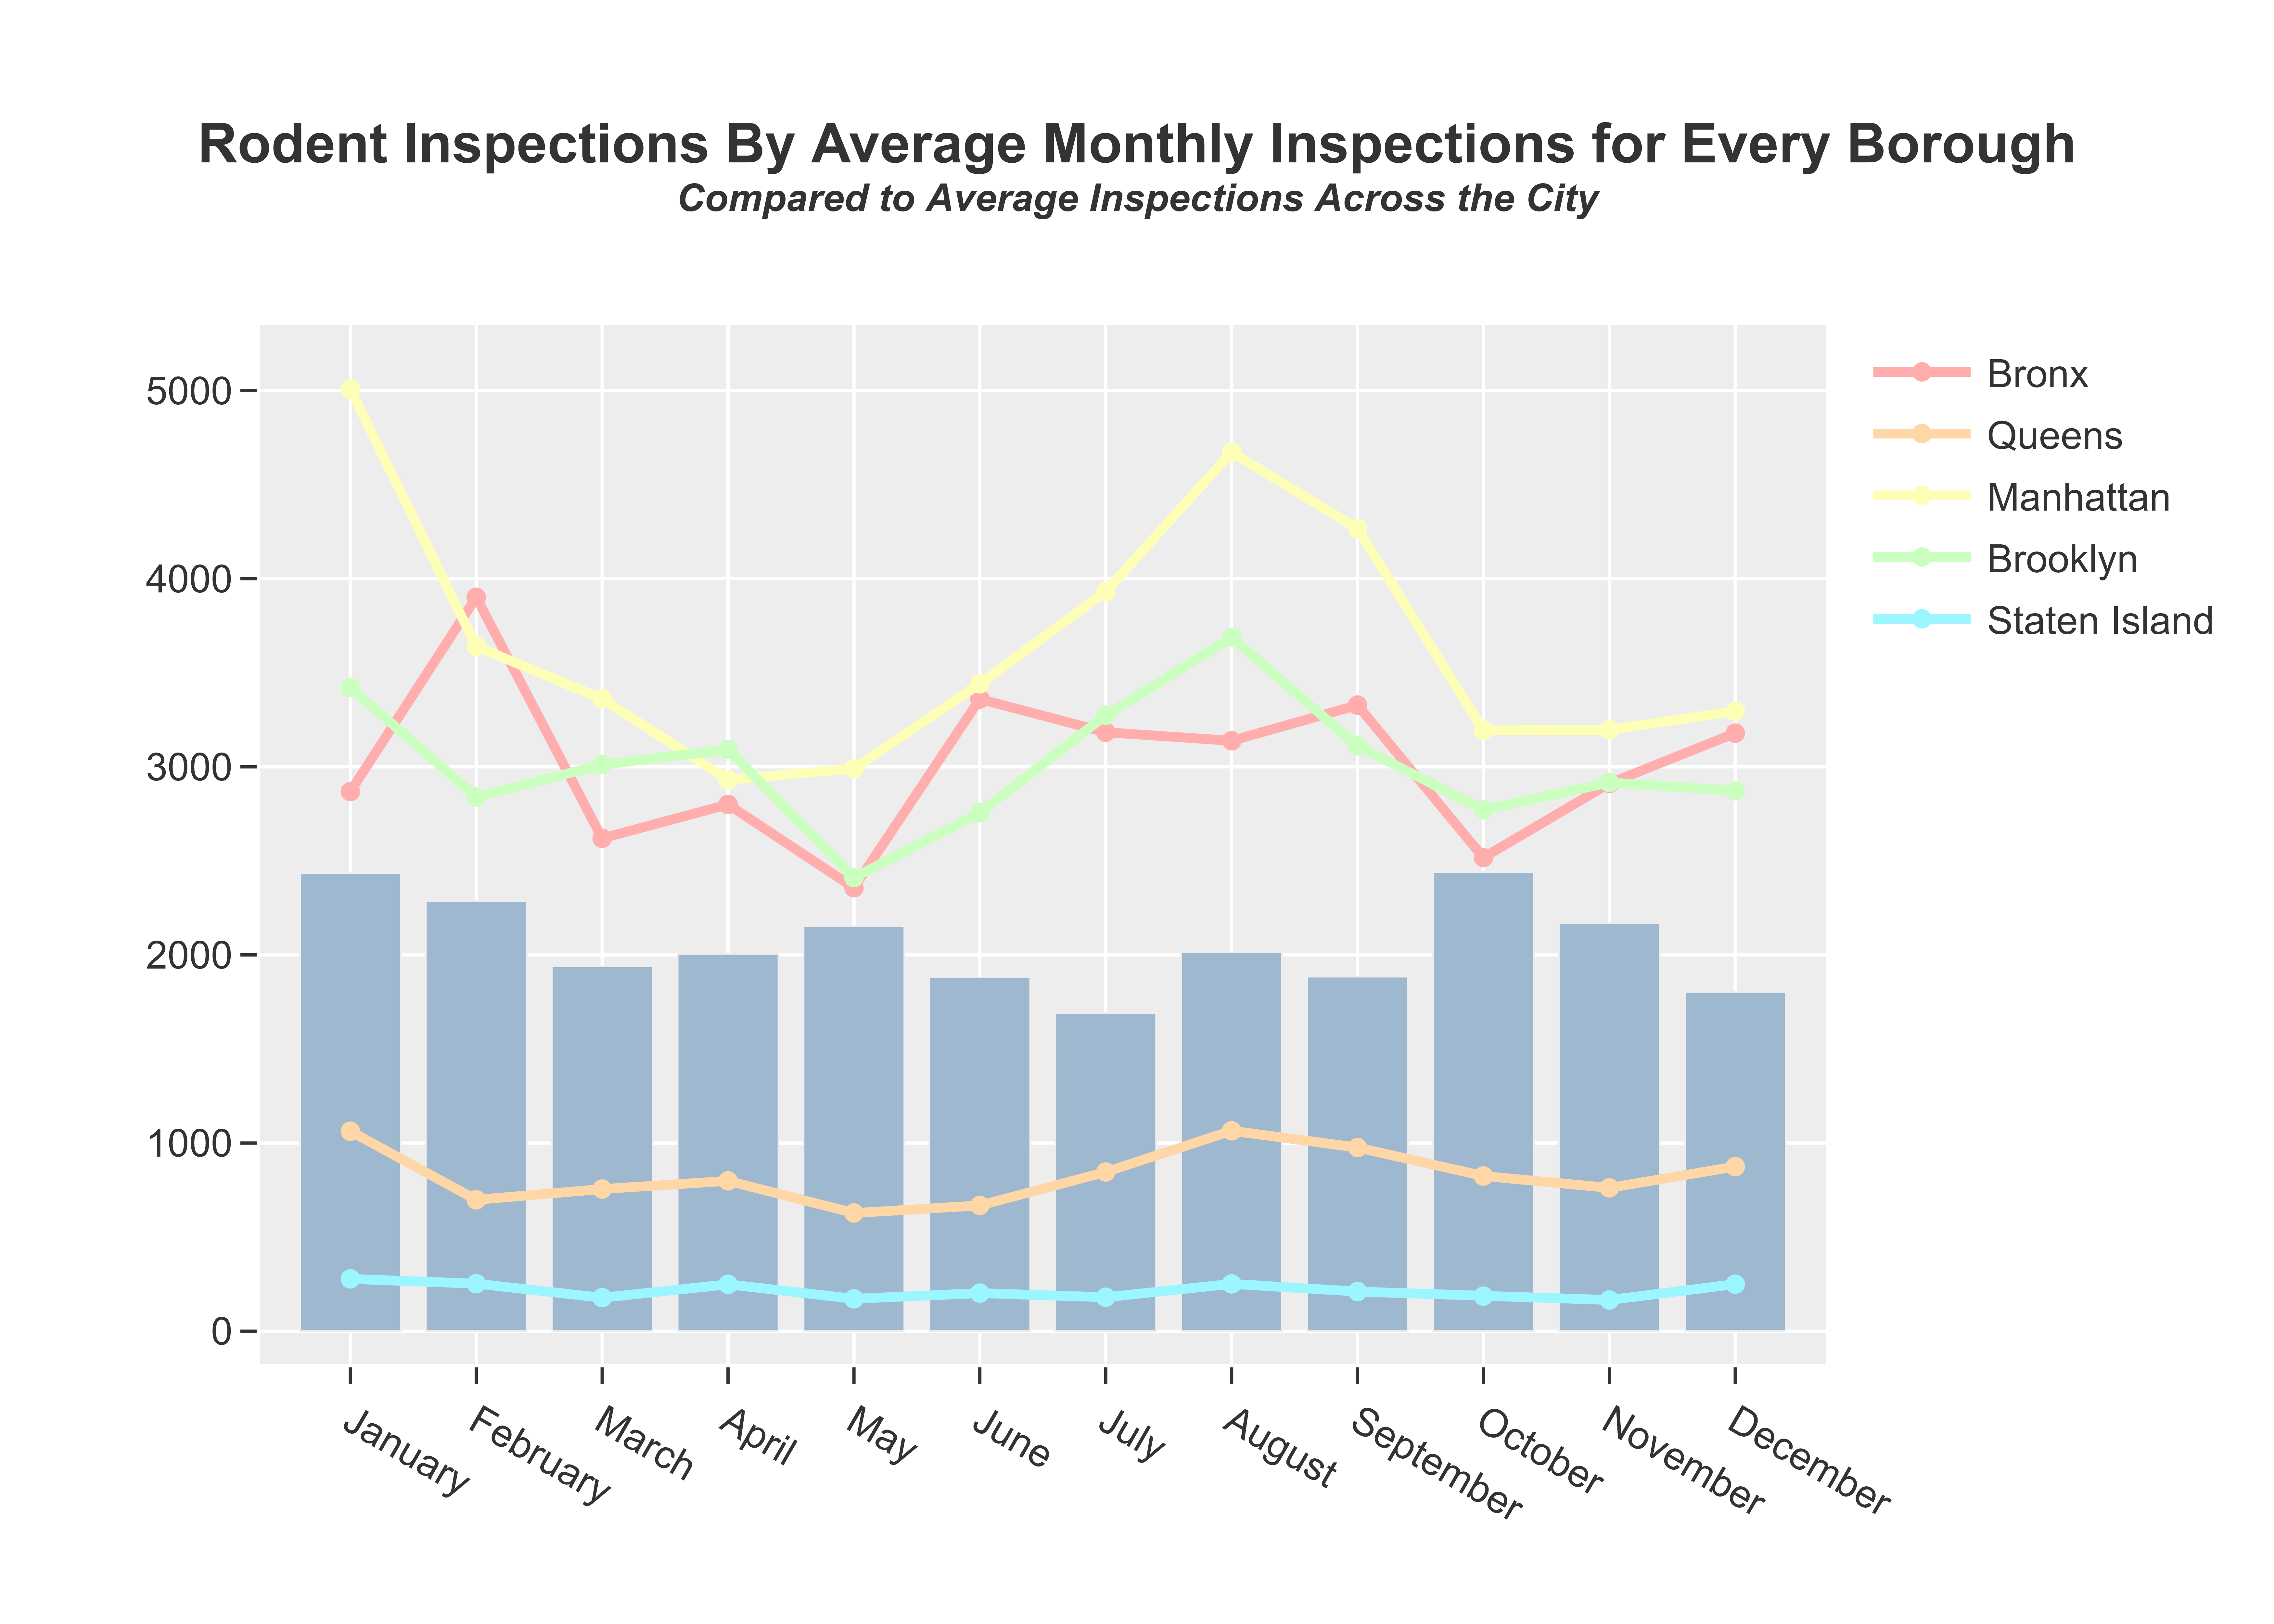 Rodent Inspections By Average Monthly Inspections for Every Borough
Compared to Average Inspections Across the City
Bronx
Queens
Manhattan
Brooklyn
Staten Island
5000
4000
3000
2000
1000
0
January
February
March
April
May
June
July
August
September
October
November
December